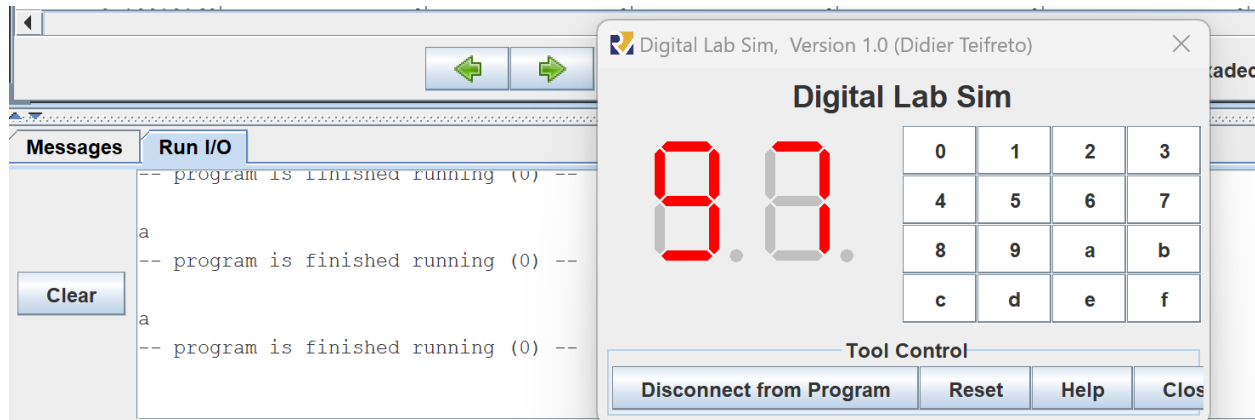 Digital Lab Sim, Version 1.0 (Didier Teifreto)
Digital Lab Sim
97
0 1 2 3
4 5 6 7
8 9 a b
c d e f
Tool Control
Disconnect from Program Reset Help Clos
Messages Run I/O
-- program is finished running (0) --
a
-- program is finished running (0) --
Clear
a
-- program is finished running (0) --